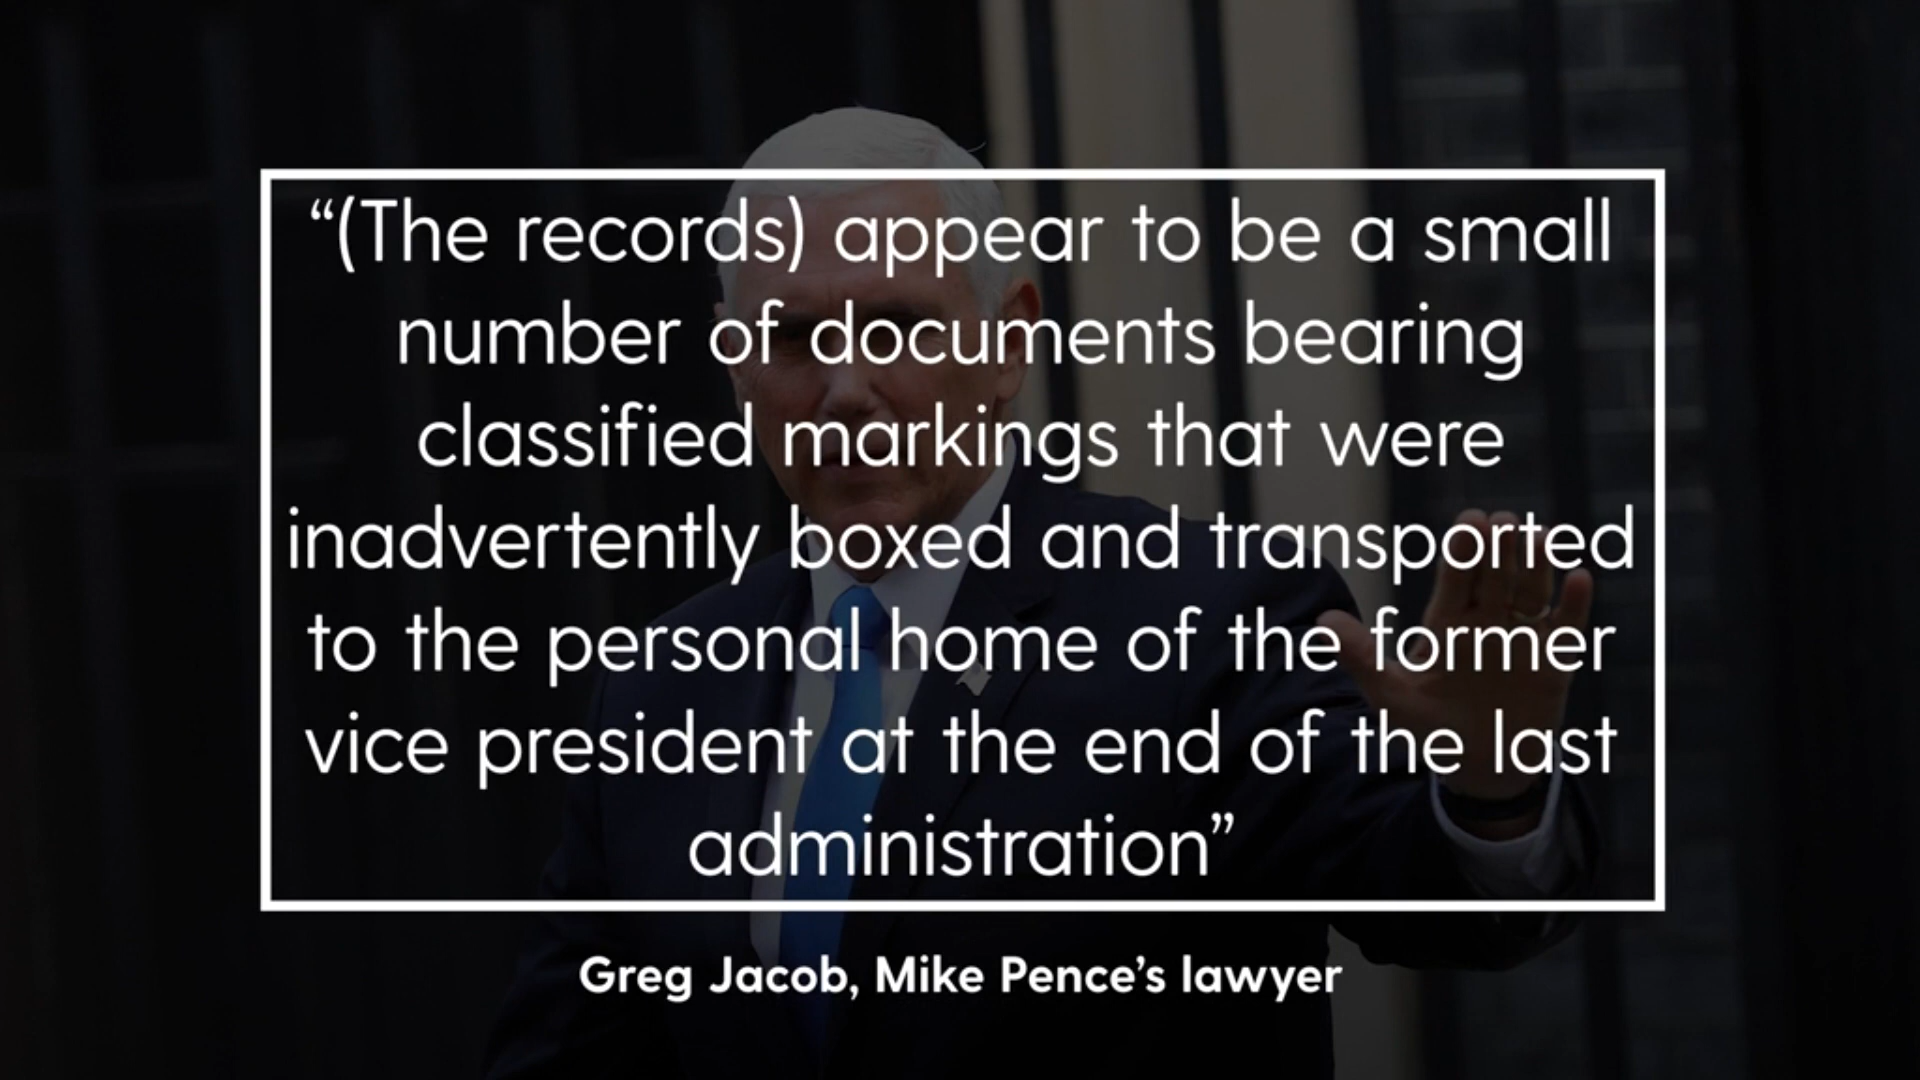 “(The records) appear to be a small
number of documents bearing
classified markings that were
inadvertently boxed and transported
to the personal home of the former
vice president at the end of the last
administration”
Greg Jacob, Mike Pence’s lawyer